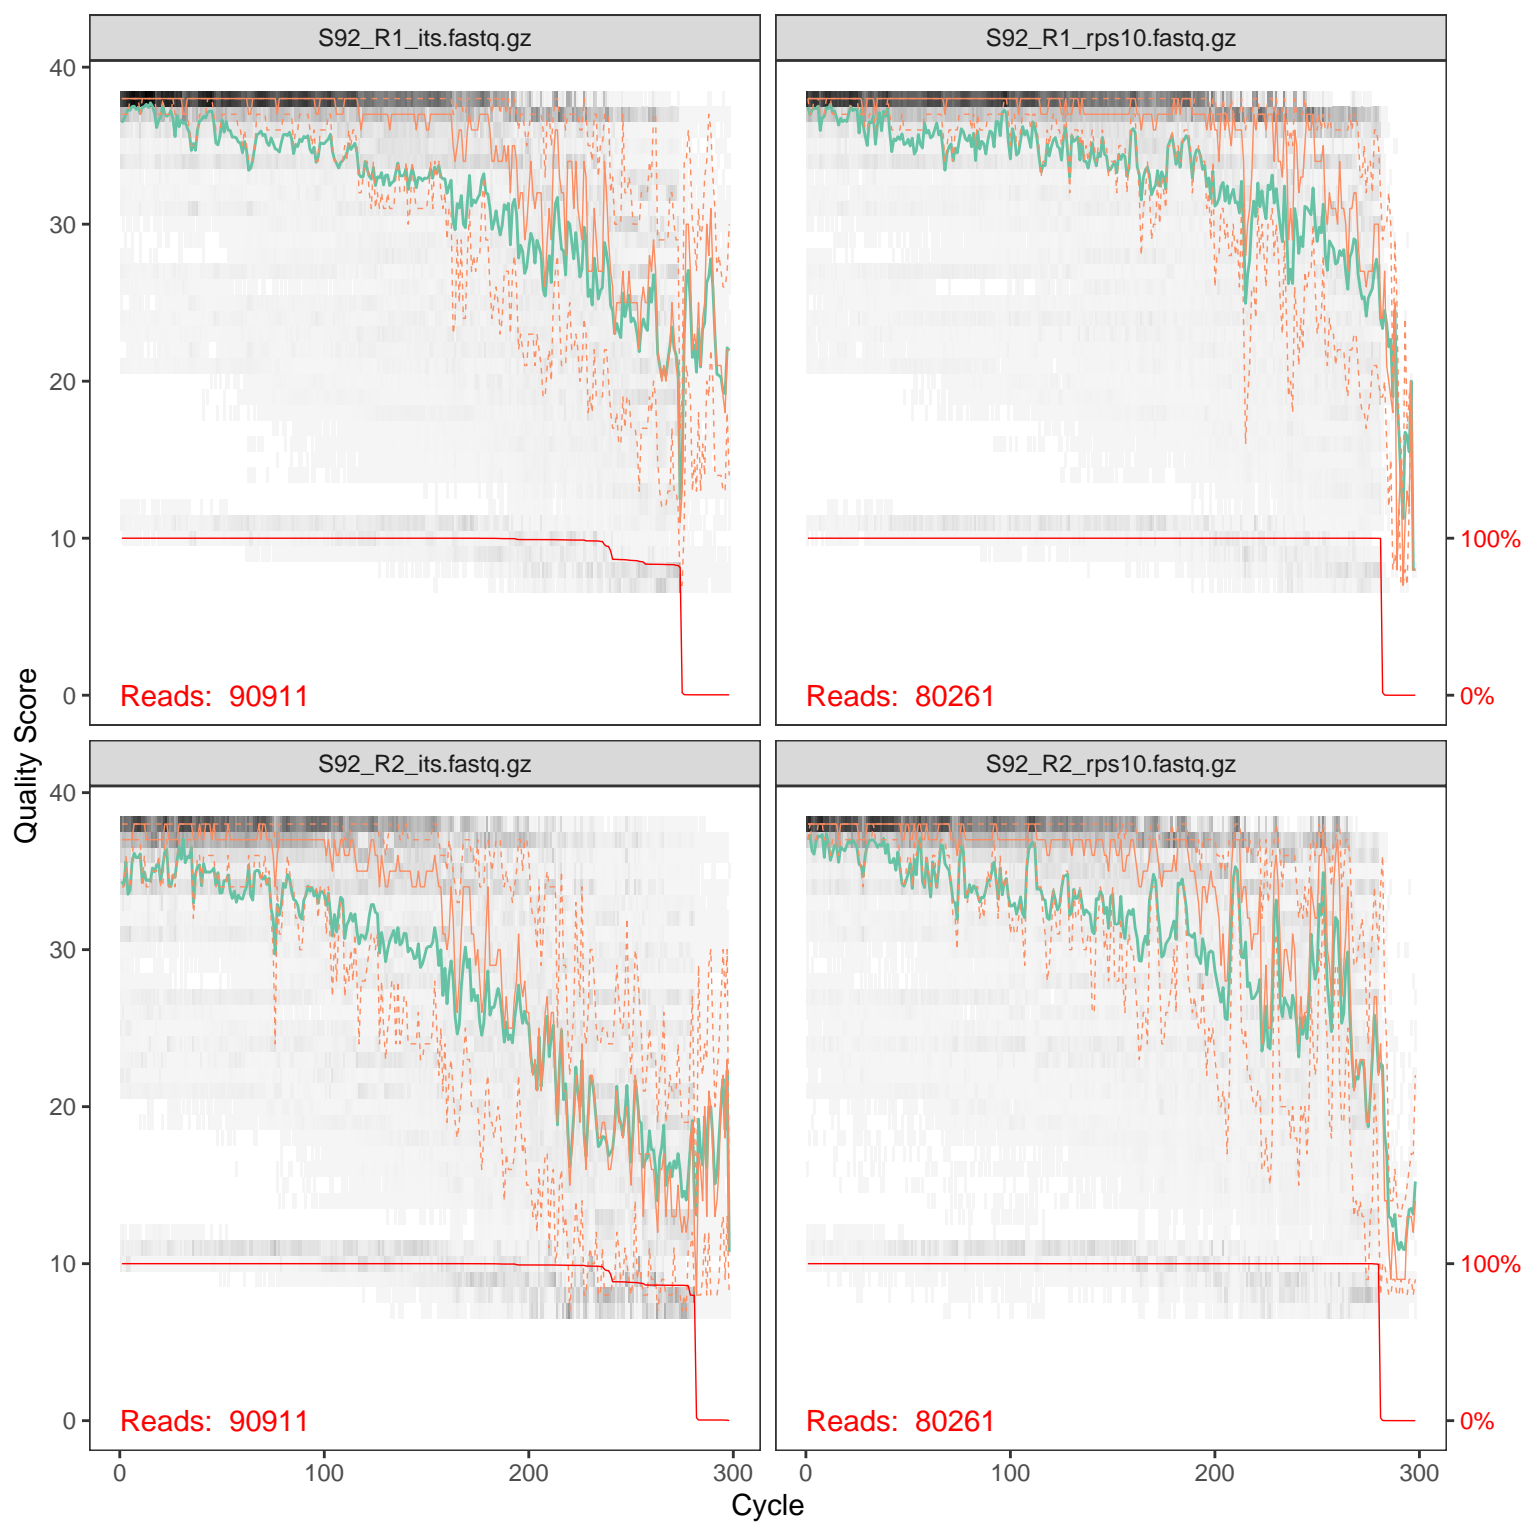 S92_R1_its.fastq.gz
S92_R1_rps10.fastq.gz
40
30
20
10
0
100%
0%
Reads: 90911
Reads: 80261
Quality Score
S92_R2_its.fastq.gz
S92_R2_rps10.fastq.gz
40
30
20
10
0
100%
0%
Reads: 90911
Reads: 80261
0 100 200 300
0 100 200 300
Cycle